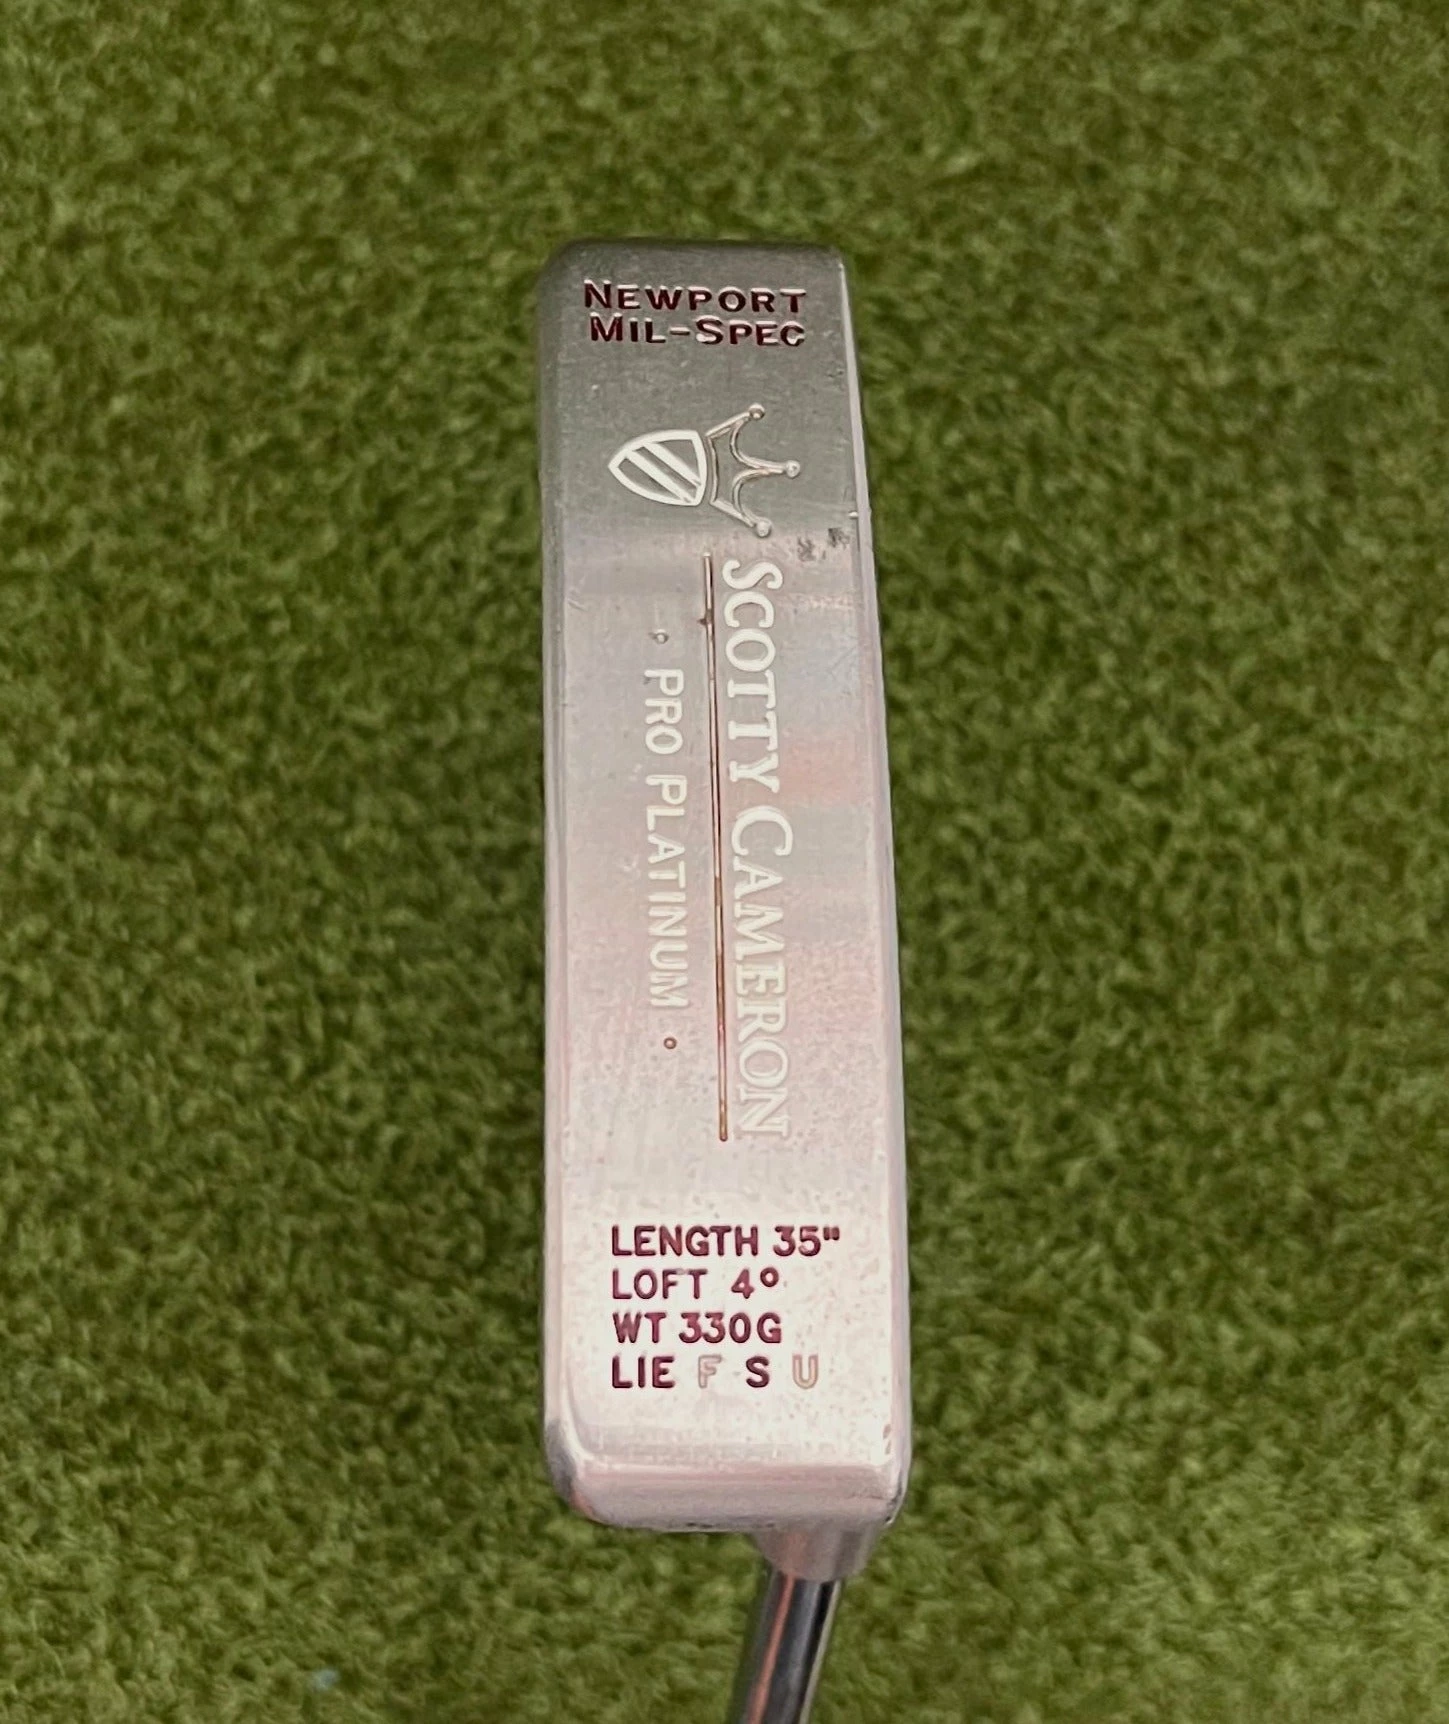 NEWPORT
MIL-SPEC
SCOTTY CAMERON
• PRO PLATINUM •
LENGTH 35"
LOFT 4°
WT 330G
LIE F S U